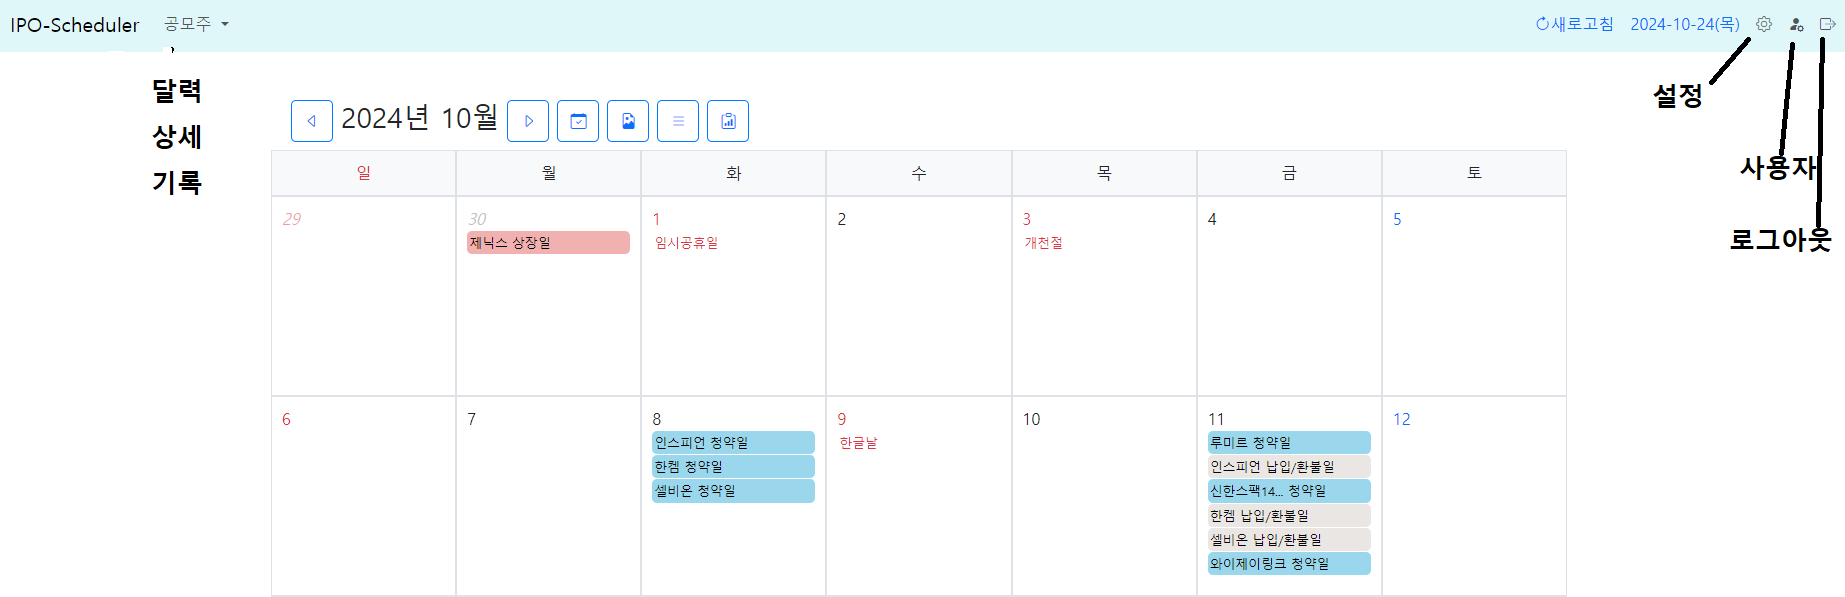 IPO-Scheduler 공모주 새로고침 2024-10-24(목)
달력
상세
기록
설정
사용자
로그아웃
2024년 10월
일 월 화 수 목 금 토
29 30 1 2 3 4 5
제닉스 상장일
임시공휴일
개천절
6 7 8 9 10 11 12
인스피언 청약일
한켐 청약일
셀비온 청약일
한글날
루미르 청약일
인스피언 납입/환불일
신한스팩14... 청약일
한켐 납입/환불일
셀비온 납입/환불일
와이제이링크 청약일